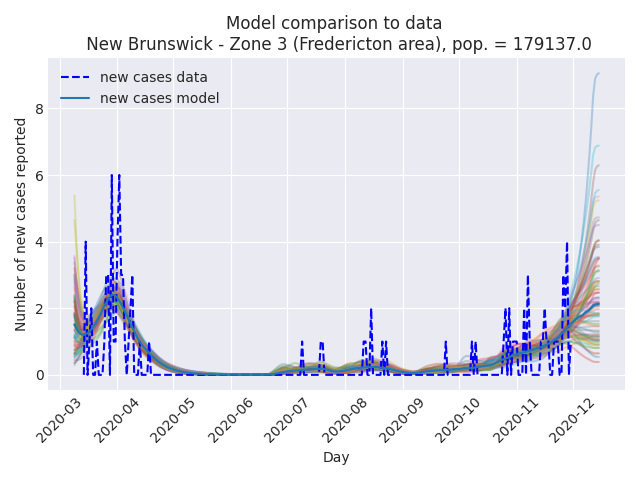 Model comparison to data
New Brunswick - Zone 3 (Fredericton area), pop. = 179137.0
new cases data
new cases model
Number of new cases reported
8
6
4
2
0
2020-03
2020-04
2020-05
2020-06
2020-07
2020-08
2020-09
2020-10
2020-11
2020-12
Day